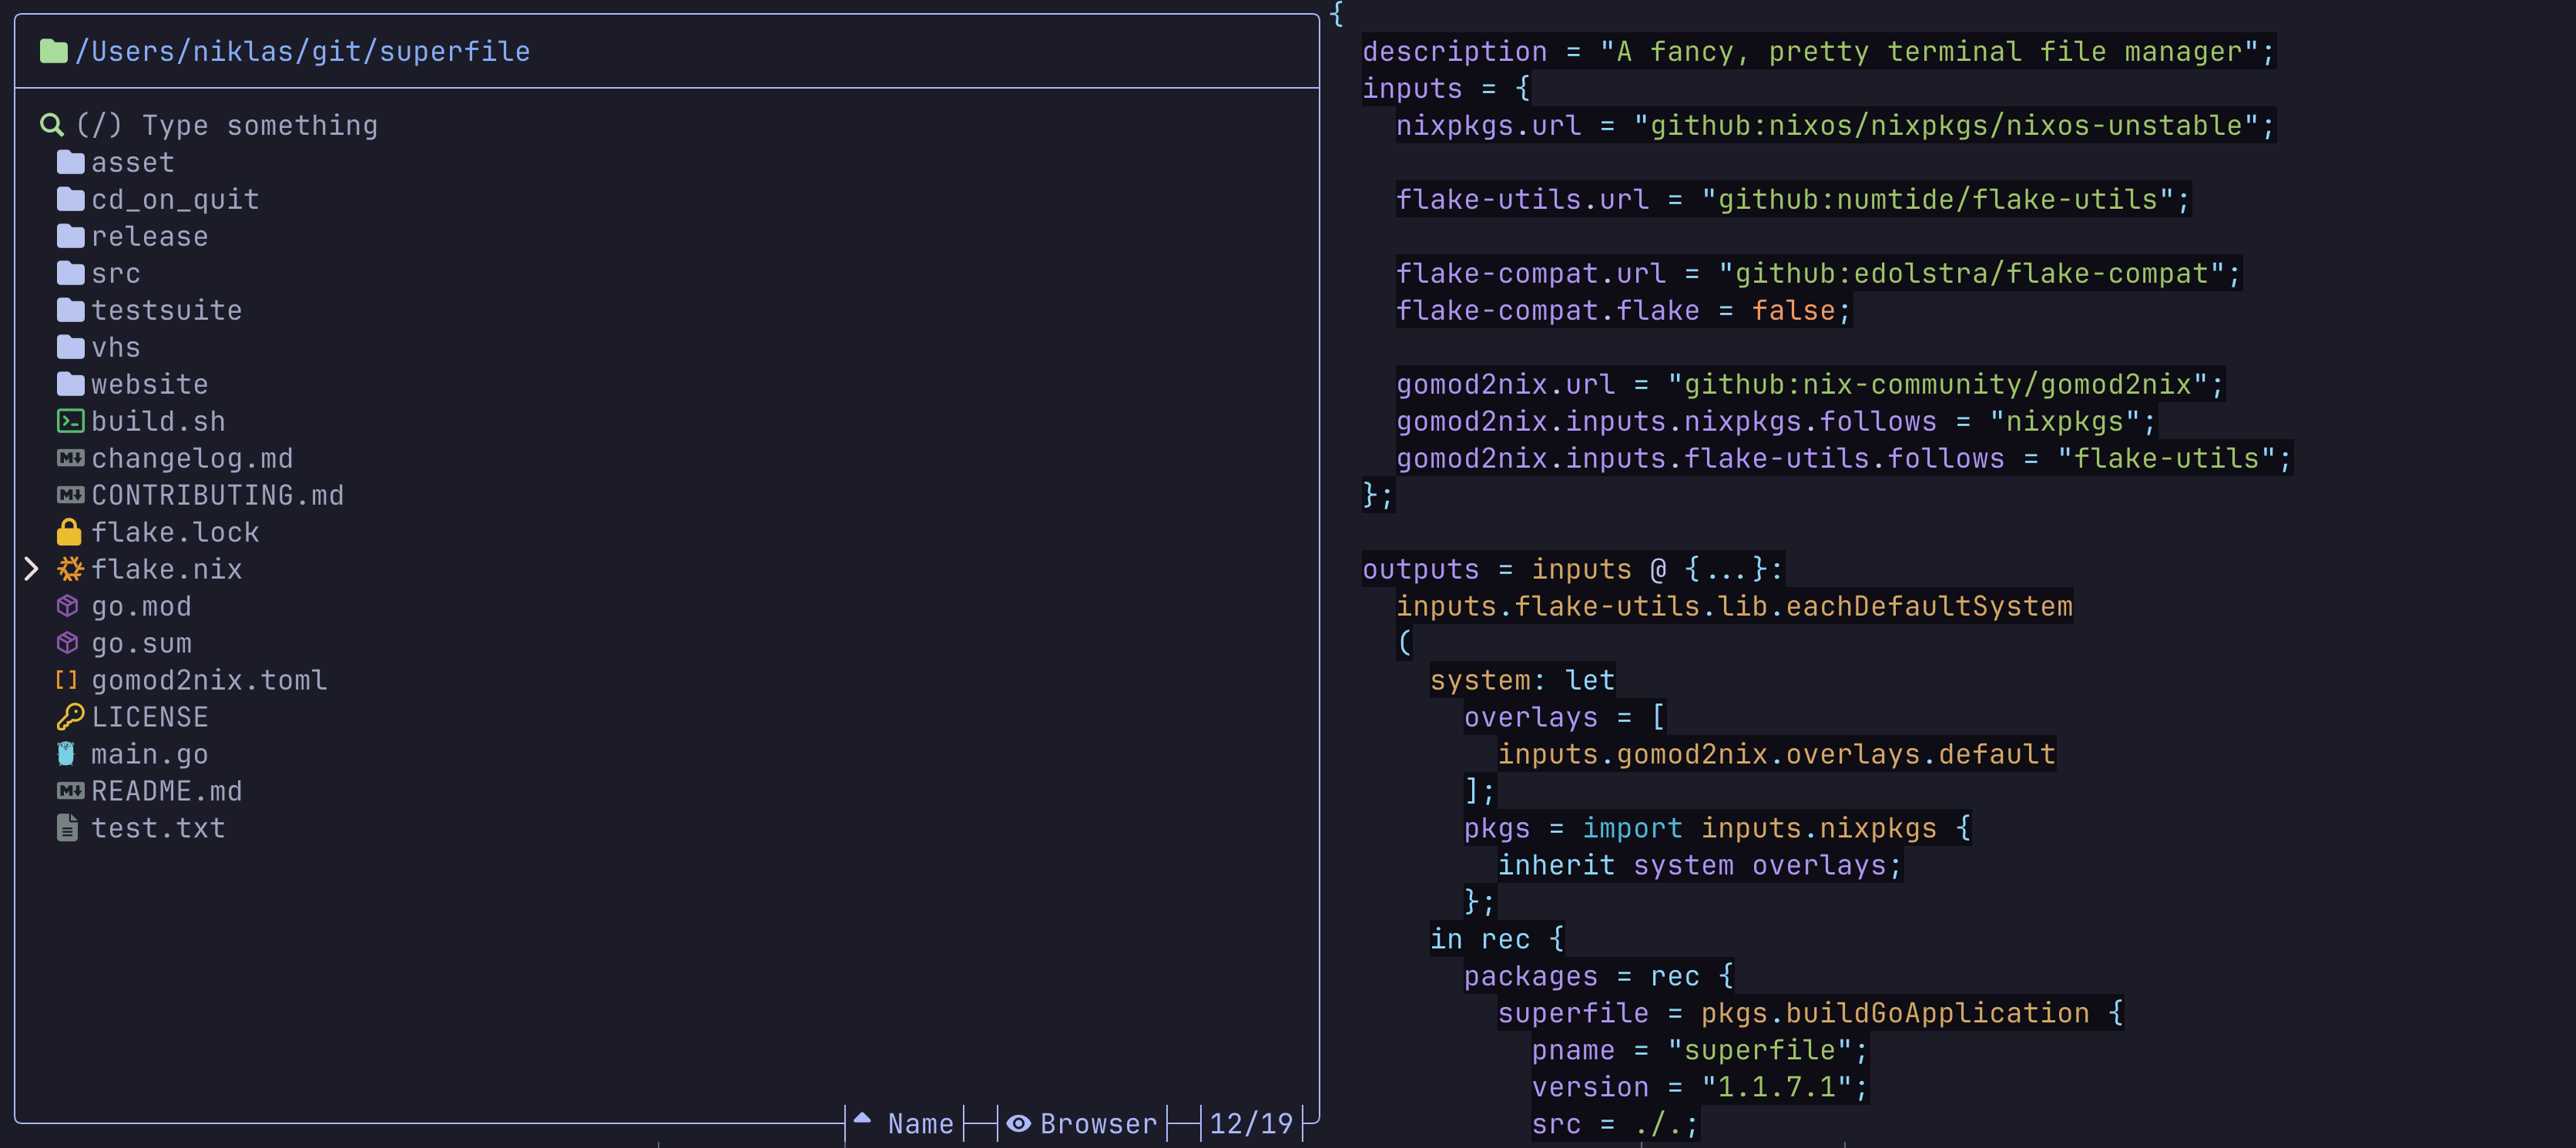 /Users/niklas/git/superfile
(/) Type something
asset
cd_on_quit
release
src
testsuite
vhs
website
build.sh
changelog.md
CONTRIBUTING.md
flake.lock
flake.nix
go.mod
go.sum
gomod2nix.toml
LICENSE
main.go
README.md
test.txt
Name
Browser
12/19
{
  description = "A fancy, pretty terminal file manager";
  inputs = {
    nixpkgs.url = "github:nixos/nixpkgs/nixos-unstable";

    flake-utils.url = "github:numtide/flake-utils";

    flake-compat.url = "github:edolstra/flake-compat";
    flake-compat.flake = false;

    gomod2nix.url = "github:nix-community/gomod2nix";
    gomod2nix.inputs.nixpkgs.follows = "nixpkgs";
    gomod2nix.inputs.flake-utils.follows = "flake-utils";
  };

  outputs = inputs @ {...}:
    inputs.flake-utils.lib.eachDefaultSystem
    (
      system: let
        overlays = [
          inputs.gomod2nix.overlays.default
        ];
        pkgs = import inputs.nixpkgs {
          inherit system overlays;
        };
      in rec {
        packages = rec {
          superfile = pkgs.buildGoApplication {
            pname = "superfile";
            version = "1.1.7.1";
            src = ./.;